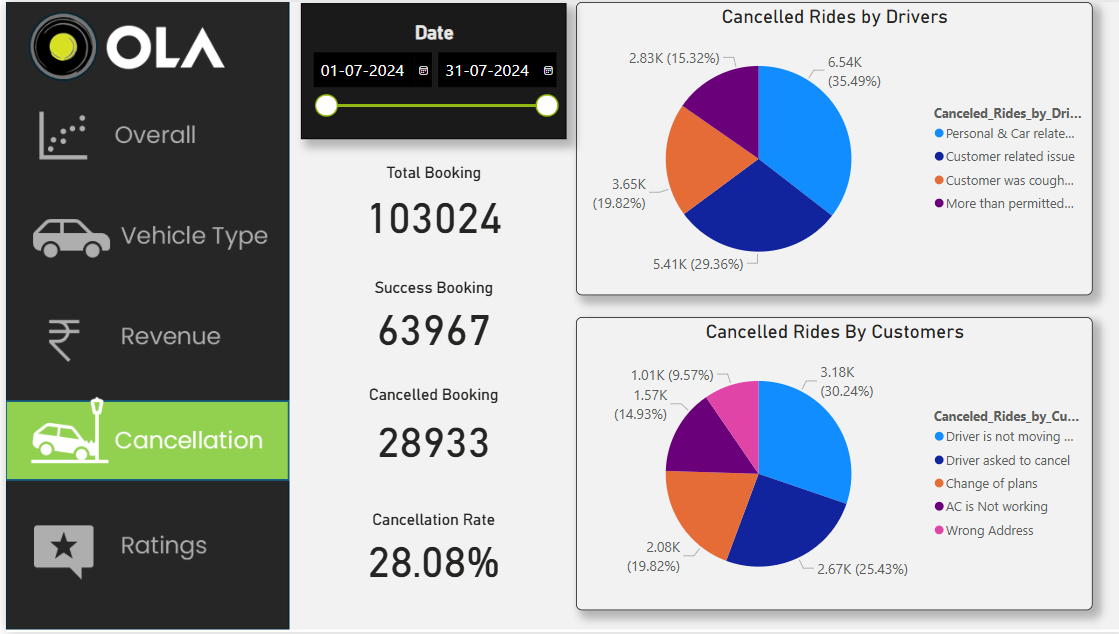 OLA
Overall
Vehicle Type
Revenue
Cancellation
Ratings
Date
01-07-2024
31-07-2024
Total Booking
103024
Success Booking
63967
Cancelled Booking
28933
Cancellation Rate
28.08%
Cancelled Rides by Drivers
2.83K (15.32%)
6.54K
(35.49%)
3.65K
(19.82%)
5.41K (29.36%)
Canceled_Rides_by_Dri...
Personal & Car relate...
Customer related issue
Customer was cough...
More than permitted...
Cancelled Rides By Customers
1.01K (9.57%)
3.18K
(30.24%)
1.57K
(14.93%)
2.08K
(19.82%)
2.67K (25.43%)
Canceled_Rides_by_Cu...
Driver is not moving ...
Driver asked to cancel
Change of plans
AC is Not working
Wrong Address